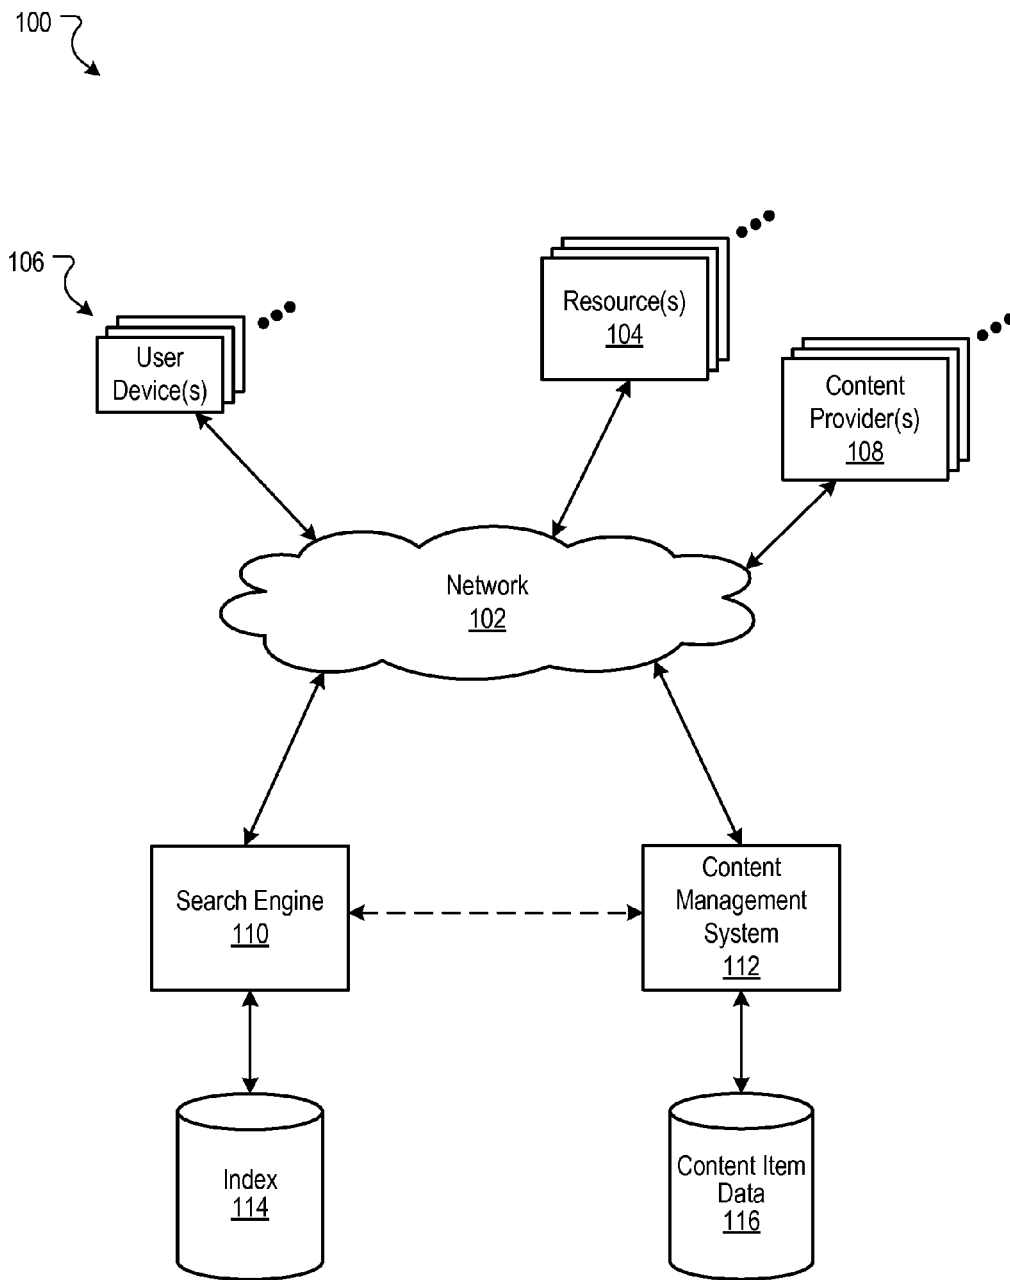 100
106
User
Device(s)
Resource(s)
104
Content
Provider(s)
108
Network
102
Search Engine
110
Content
Management
System
112
Index
114
Content Item
Data
116